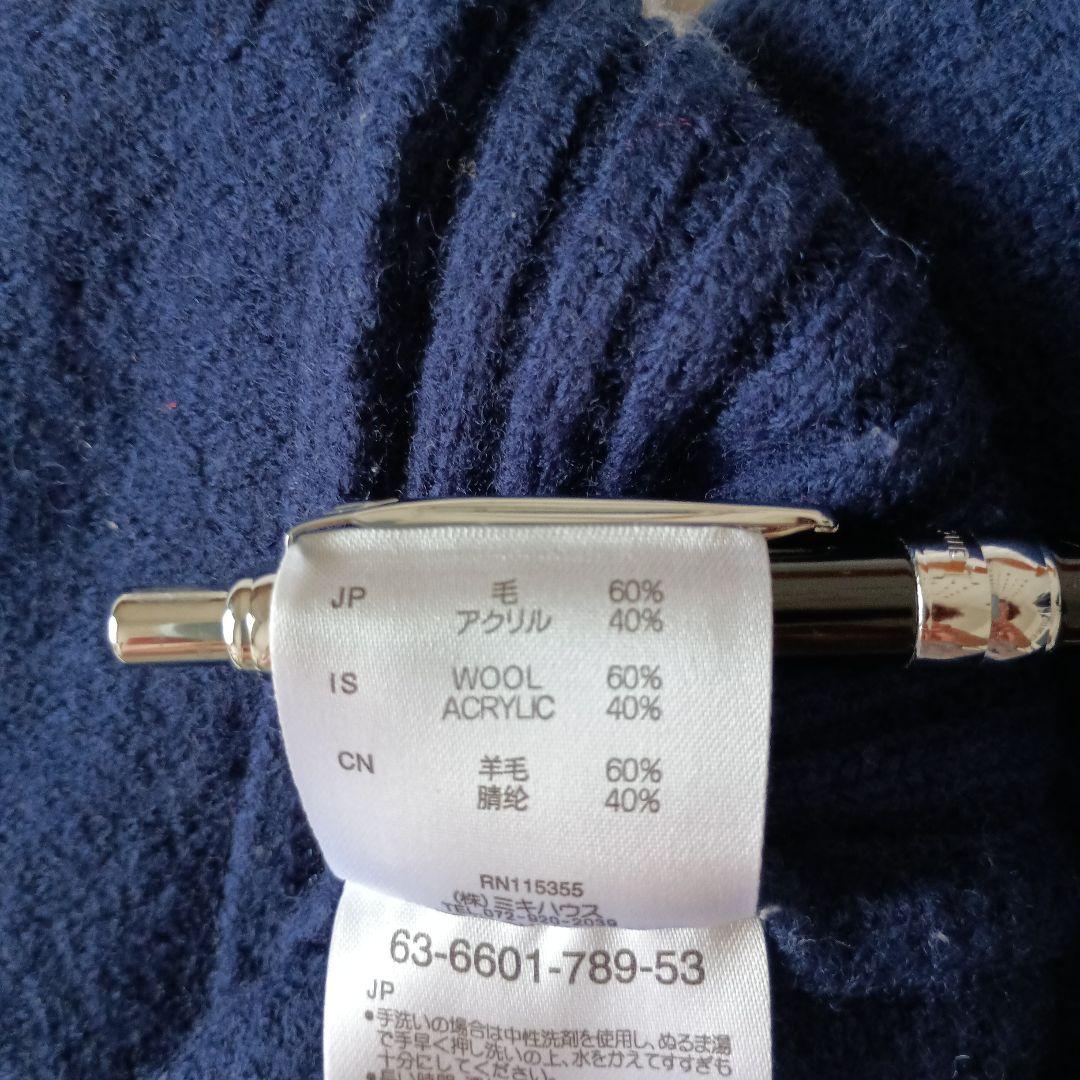 JP 毛 60%
アクリル 40%
IS WOOL 60%
ACRYLIC 40%
CN 羊毛 60%
腈纶 40%
RN115355
(株)ミキハウス
TEL.072-920-2039
63-6601-789-53
JP
•手洗いの場合は中性洗剤を使用し、ぬるま湯
で手早く押し洗いの上、水をかえてすすぎも
十分にしてください。